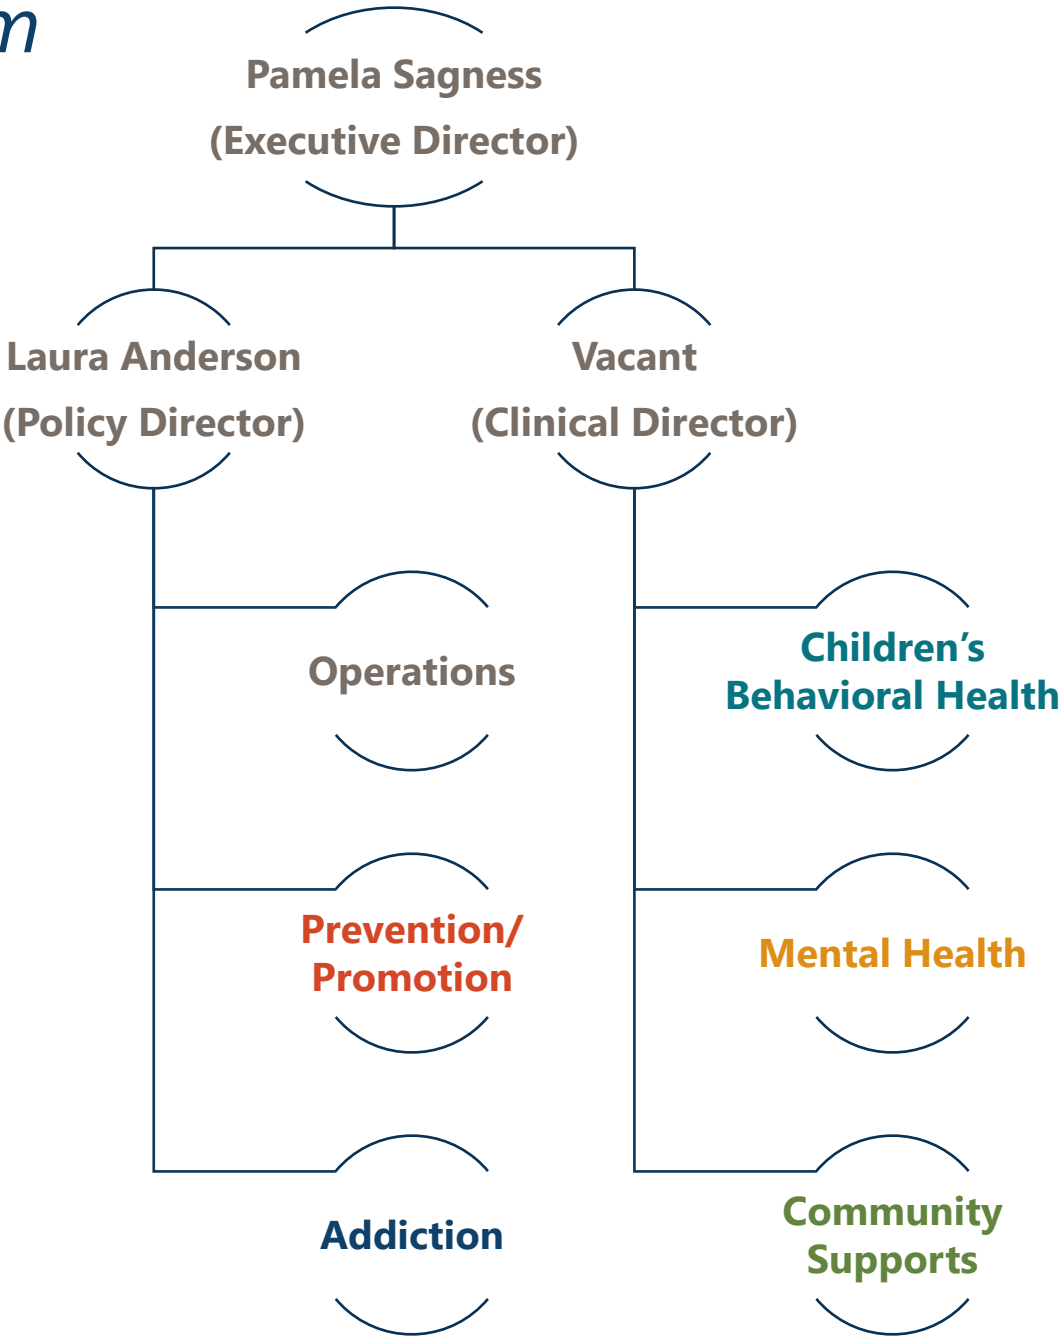 m
Pamela Sagness
(Executive Director)
Laura Anderson
(Policy Director)
Vacant
(Clinical Director)
Operations
Children’s
Behavioral Health
Prevention/
Promotion
Mental Health
Addiction
Community
Supports